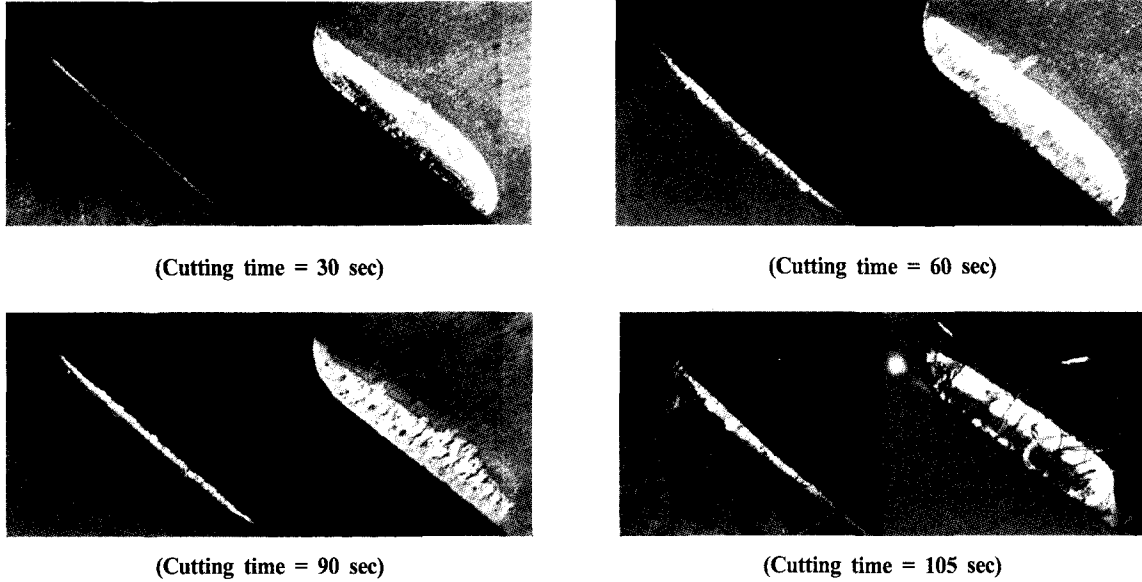 (Cutting time = 30 sec)
(Cutting time = 60 sec)
(Cutting time = 90 sec)
(Cutting time = 105 sec)